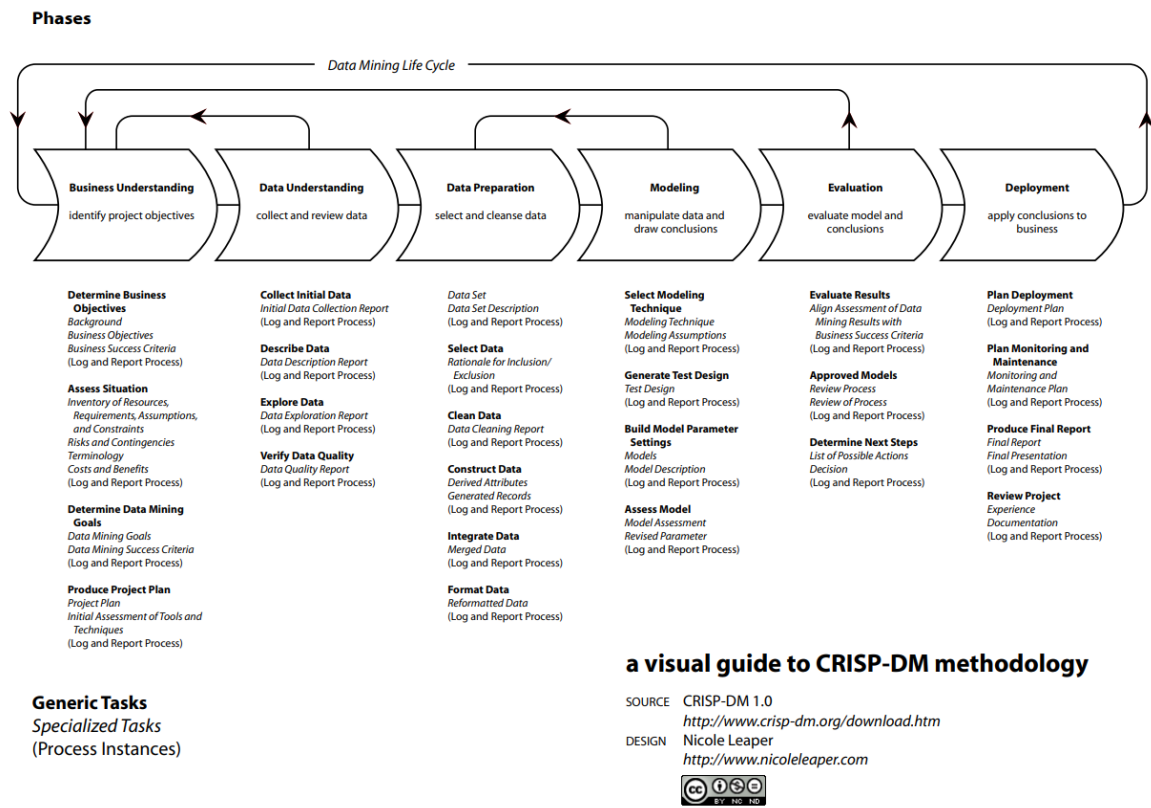 Phases
Data Mining Life Cycle
Business Understanding
identify project objectives
Data Understanding
collect and review data
Data Preparation
select and cleanse data
Modeling
manipulate data and
draw conclusions
Evaluation
evaluate model and
conclusions
Deployment
apply conclusions to
business
Determine Business
Objectives
Background
Business Objectives
Business Success Criteria
(Log and Report Process)
Assess Situation
Inventory of Resources,
Requirements, Assumptions,
and Constraints
Risks and Contingencies
Terminology
Costs and Benefits
(Log and Report Process)
Determine Data Mining
Goals
Data Mining Goals
Data Mining Success Criteria
(Log and Report Process)
Produce Project Plan
Project Plan
Initial Assessment of Tools and
Techniques
(Log and Report Process)
Collect Initial Data
Initial Data Collection Report
(Log and Report Process)
Describe Data
Data Description Report
(Log and Report Process)
Explore Data
Data Exploration Report
(Log and Report Process)
Verify Data Quality
Data Quality Report
(Log and Report Process)
Data Set
Data Set Description
(Log and Report Process)
Select Data
Rationale for Inclusion/
Exclusion
(Log and Report Process)
Clean Data
Data Cleaning Report
(Log and Report Process)
Construct Data
Derived Attributes
Generated Records
(Log and Report Process)
Integrate Data
Merged Data
(Log and Report Process)
Format Data
Reformatted Data
(Log and Report Process)
Select Modeling
Technique
Modeling Technique
Modeling Assumptions
(Log and Report Process)
Generate Test Design
Test Design
(Log and Report Process)
Build Model Parameter
Settings
Models
Model Description
(Log and Report Process)
Assess Model
Model Assessment
Revised Parameter
(Log and Report Process)
Evaluate Results
Align Assessment of Data
Mining Results with
Business Success Criteria
(Log and Report Process)
Approved Models
Review Process
Review of Process
(Log and Report Process)
Determine Next Steps
List of Possible Actions
Decision
(Log and Report Process)
Plan Deployment
Deployment Plan
(Log and Report Process)
Plan Monitoring and
Maintenance
Monitoring and
Maintenance Plan
(Log and Report Process)
Produce Final Report
Final Report
Final Presentation
(Log and Report Process)
Review Project
Experience
Documentation
(Log and Report Process)
Generic Tasks
Specialized Tasks
(Process Instances)
a visual guide to CRISP-DM methodology
SOURCE CRISP-DM 1.0
http://www.crisp-dm.org/download.htm
DESIGN Nicole Leaper
http://www.nicoleleaper.com
cc
BY NC ND